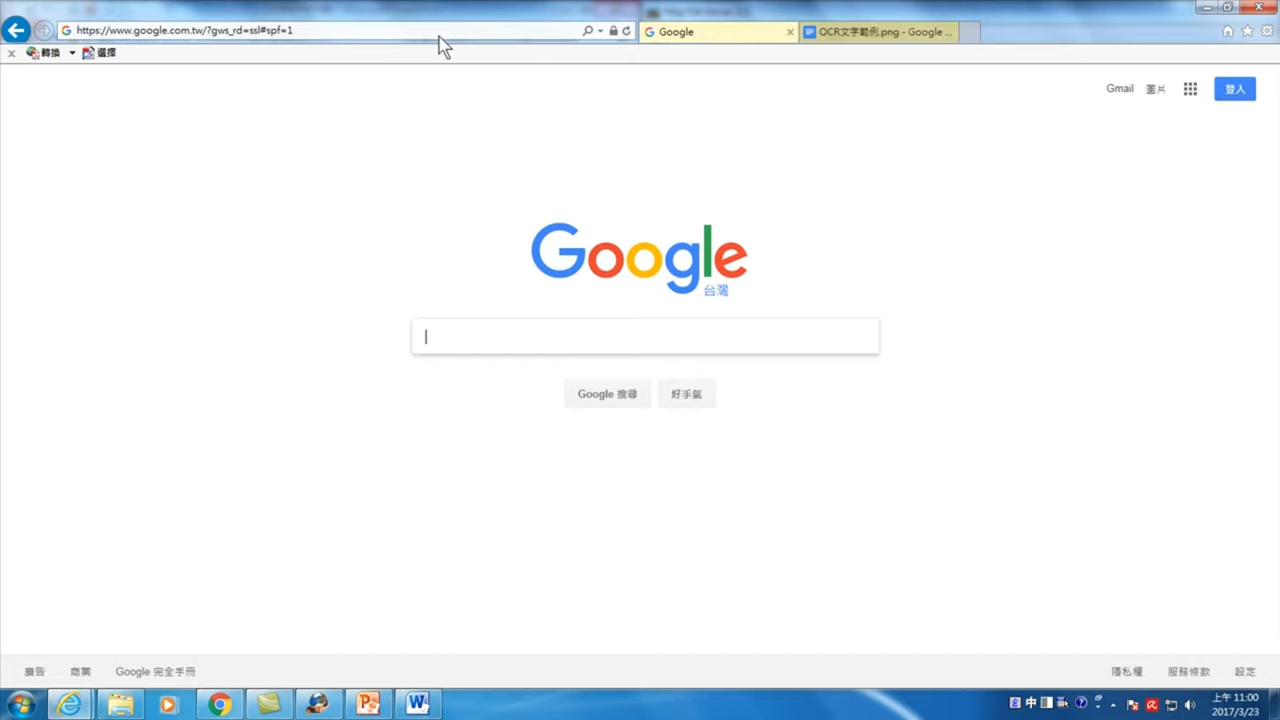 https://www.google.com.tw/?gws_rd=ssl#spf=1
Google
OCR文字範例.png - Google ...
轉換
選擇
Gmail
圖片
登入
Google
台灣
Google 搜尋
好手氣
廣告
商業
Google 完全手冊
隱私權
服務條款
設定
中
上午 11:00
2017/3/23